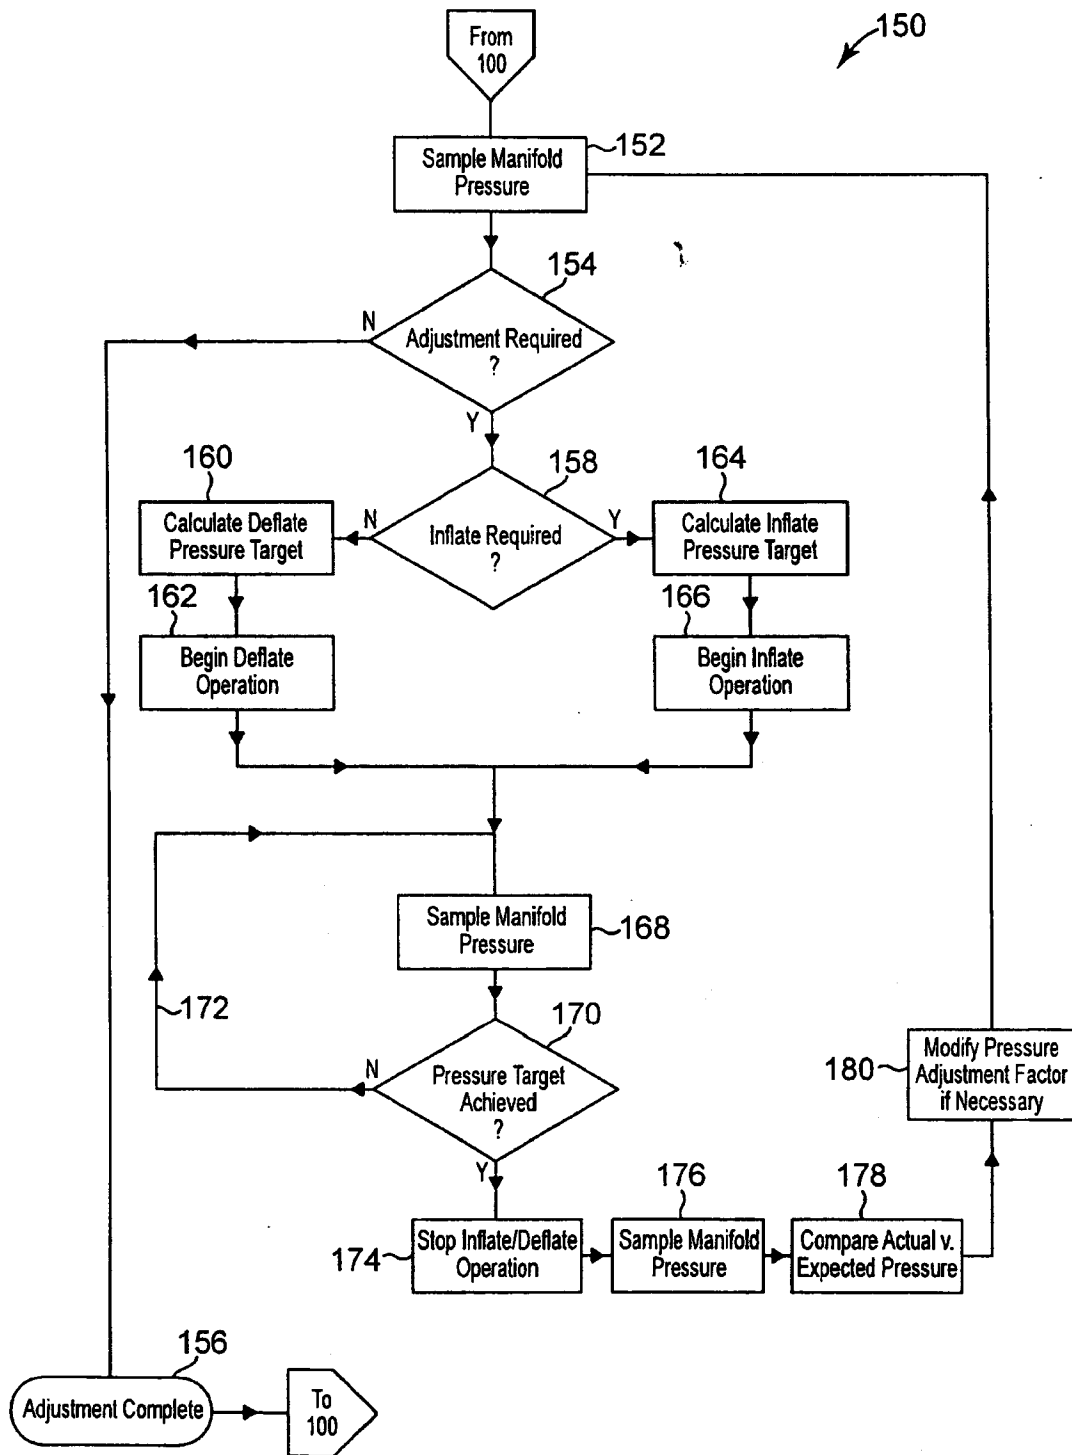 From
100
150
Sample Manifold
Pressure
152
154
N
Adjustment Required
?
Y
160
158
164
Calculate Deflate
Pressure Target
N
Inflate Required
?
Y
Calculate Inflate
Pressure Target
162
166
Begin Deflate
Operation
Begin Inflate
Operation
Sample Manifold
Pressure
168
172
170
N
Pressure Target
Achieved
?
Y
180
Modify Pressure
Adjustment Factor
if Necessary
176
178
174
Stop Inflate/Deflate
Operation
Sample Manifold
Pressure
Compare Actual v.
Expected Pressure
156
Adjustment Complete
To
100